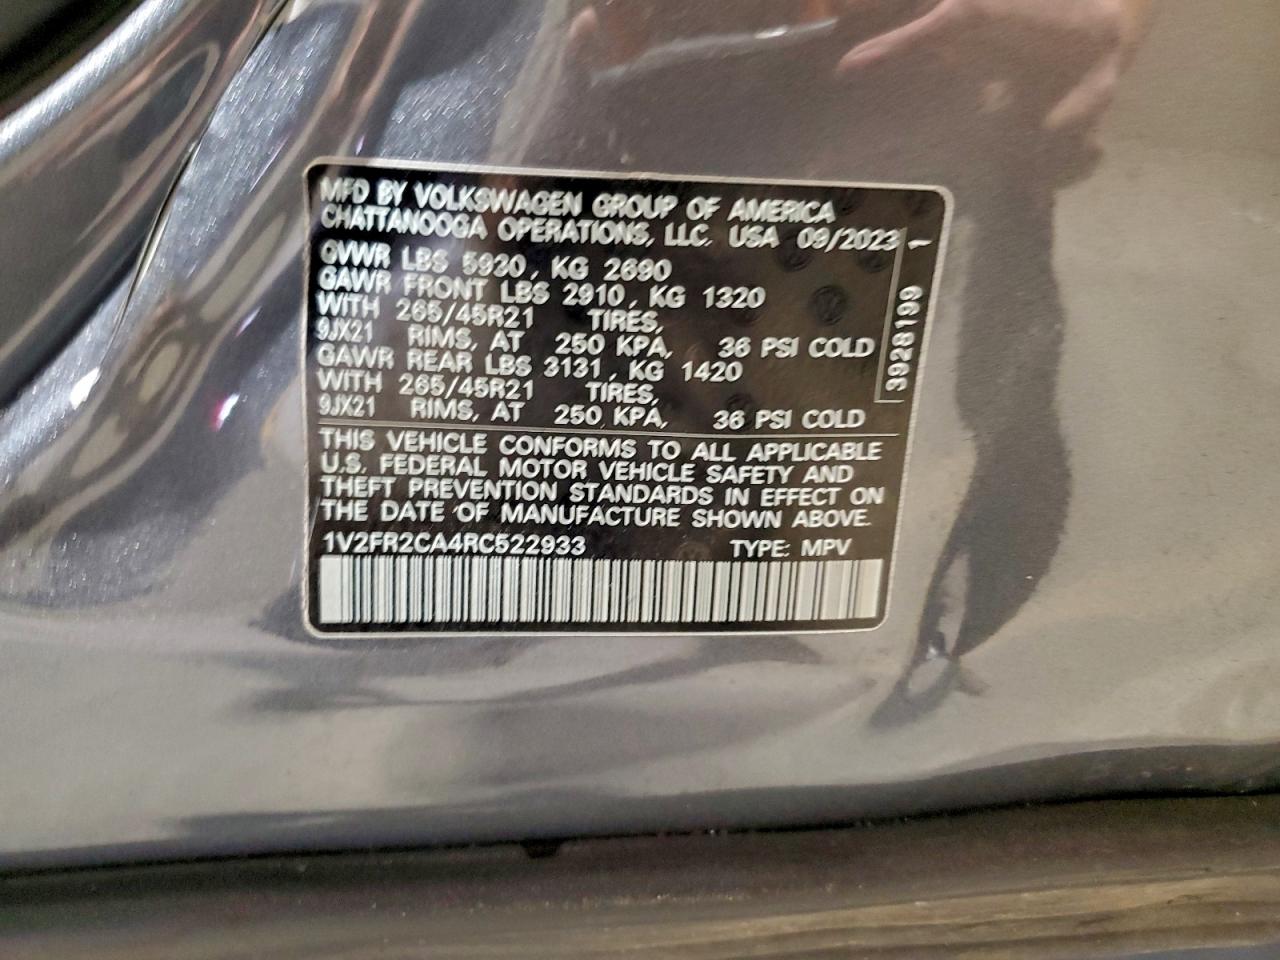 MFD BY VOLKSWAGEN GROUP OF AMERICA
CHATTANOOGA OPERATIONS, LLC. USA 09/2023
GVWR LBS 5930, KG 2690
GAWR FRONT LBS 2910, KG 1320
WITH 265/45R21 TIRES,
9JX21 RIMS, AT 250 KPA, 36 PSI COLD
GAWR REAR LBS 3131, KG 1420
WITH 265/45R21 TIRES,
9JX21 RIMS, AT 250 KPA, 36 PSI COLD
3928199 1
THIS VEHICLE CONFORMS TO ALL APPLICABLE
U.S. FEDERAL MOTOR VEHICLE SAFETY AND
THEFT PREVENTION STANDARDS IN EFFECT ON
THE DATE OF MANUFACTURE SHOWN ABOVE.
1V2FR2CA4RC522933 TYPE: MPV